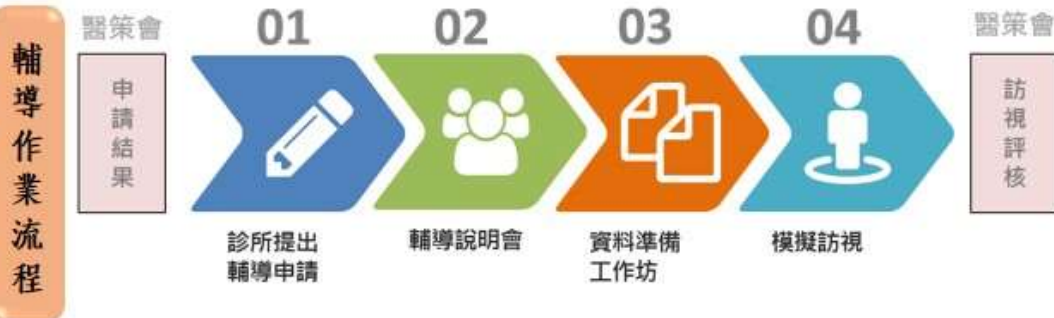 輔導作業流程
醫策會
申請結果
01
診所提出
輔導申請
02
輔導說明會
03
資料準備
工作坊
04
模擬訪視
醫策會
訪視評核